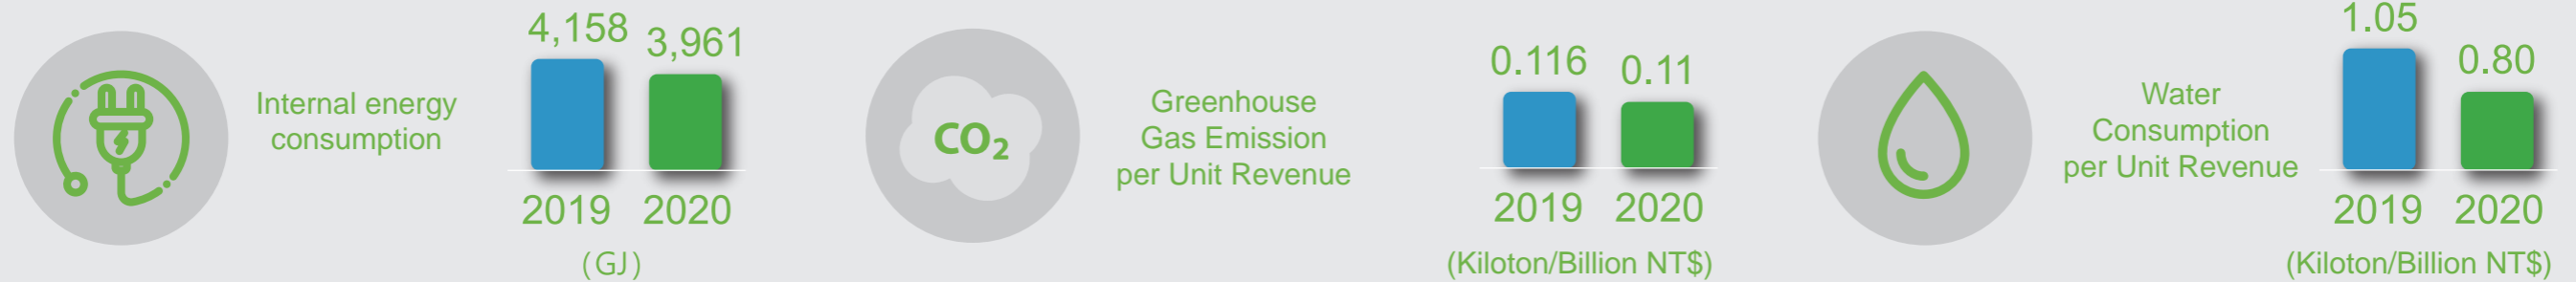 Internal energy
consumption
4,158
3,961
2019
2020
(GJ)
CO₂
Greenhouse
Gas Emission
per Unit Revenue
0.116
0.11
2019
2020
(Kiloton/Billion NT$)
Water
Consumption
per Unit Revenue
1.05
0.80
2019
2020
(Kiloton/Billion NT$)